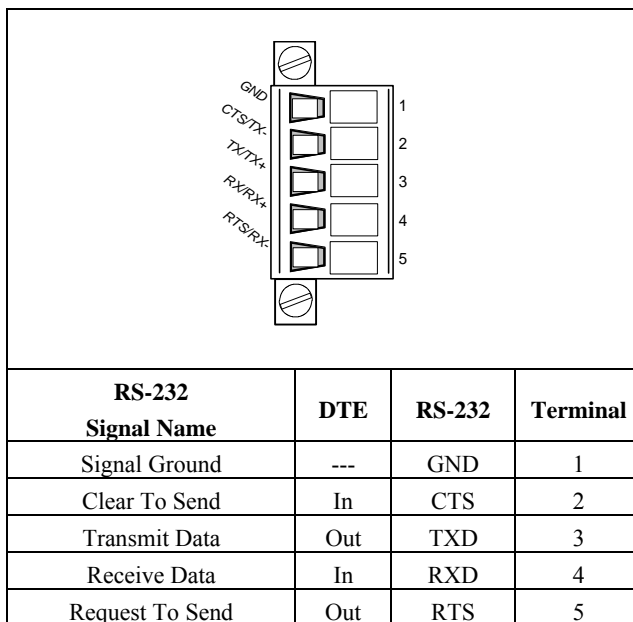 GND
1
CTS/TX-
2
TX/TX+
3
RX/RX+
4
RTS/RX-
5
RS-232 Signal Name DTE RS-232 Terminal
Signal Ground --- GND 1
Clear To Send In CTS 2
Transmit Data Out TXD 3
Receive Data In RXD 4
Request To Send Out RTS 5